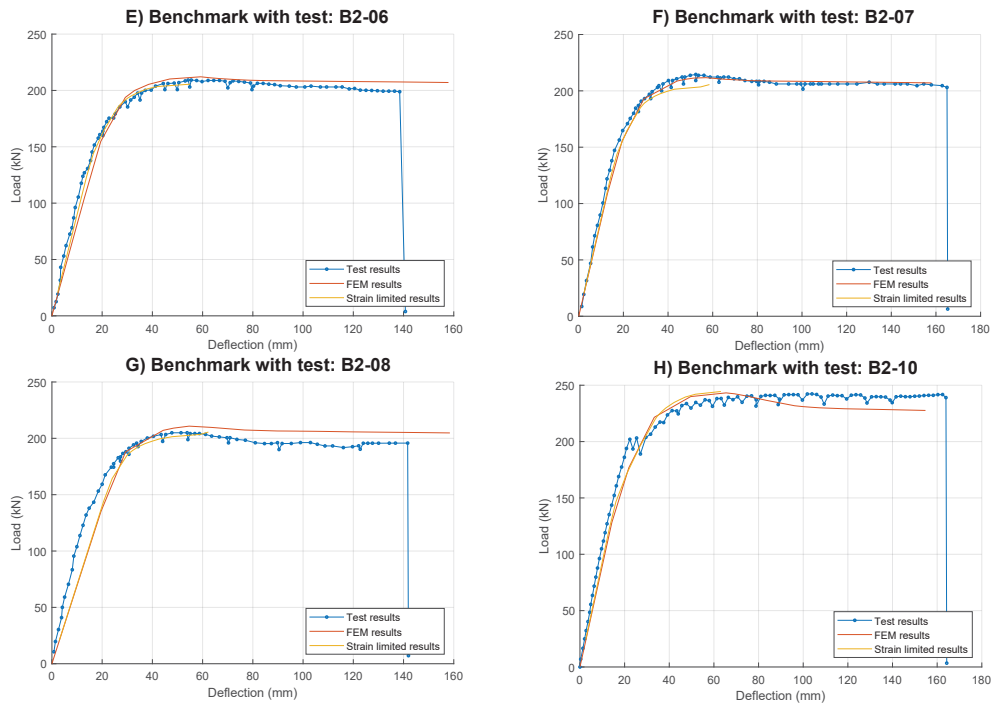 E) Benchmark with test: B2-06
250
200
150
100
50
0
Load (kN)
Test results
FEM results
Strain limited results
0 20 40 60 80 100 120 140 160
Deflection (mm)
F) Benchmark with test: B2-07
250
200
150
100
50
0
Load (kN)
Test results
FEM results
Strain limited results
0 20 40 60 80 100 120 140 160 180
Deflection (mm)
G) Benchmark with test: B2-08
250
200
150
100
50
0
Load (kN)
Test results
FEM results
Strain limited results
0 20 40 60 80 100 120 140 160
Deflection (mm)
H) Benchmark with test: B2-10
250
200
150
100
50
0
Load (kN)
Test results
FEM results
Strain limited results
0 20 40 60 80 100 120 140 160 180
Deflection (mm)